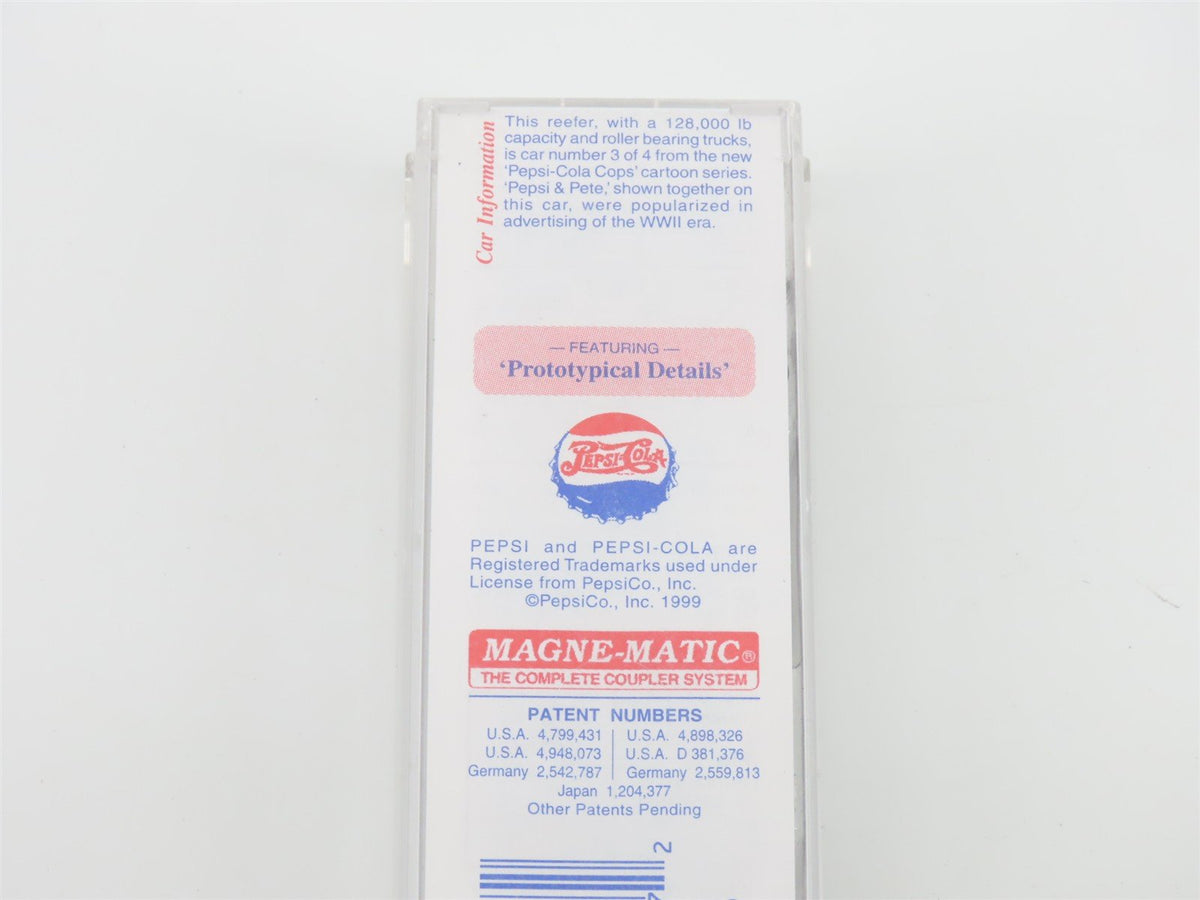 Car Information
This reefer, with a 128,000 lb
capacity and roller bearing trucks,
is car number 3 of 4 from the new
'Pepsi-Cola Cops' cartoon series.
'Pepsi & Pete,' shown together on
this car, were popularized in
advertising of the WWII era.
— FEATURING —
'Prototypical Details'
PEPSI-COLA
PEPSI and PEPSI-COLA are
Registered Trademarks used under
License from PepsiCo., Inc.
©PepsiCo., Inc. 1999
MAGNE-MATIC®
THE COMPLETE COUPLER SYSTEM
PATENT NUMBERS
U.S.A. 4,799,431 | U.S.A. 4,898,326
U.S.A. 4,948,073 | U.S.A. D 381,376
Germany 2,542,787 | Germany 2,559,813
Japan 1,204,377
Other Patents Pending
2